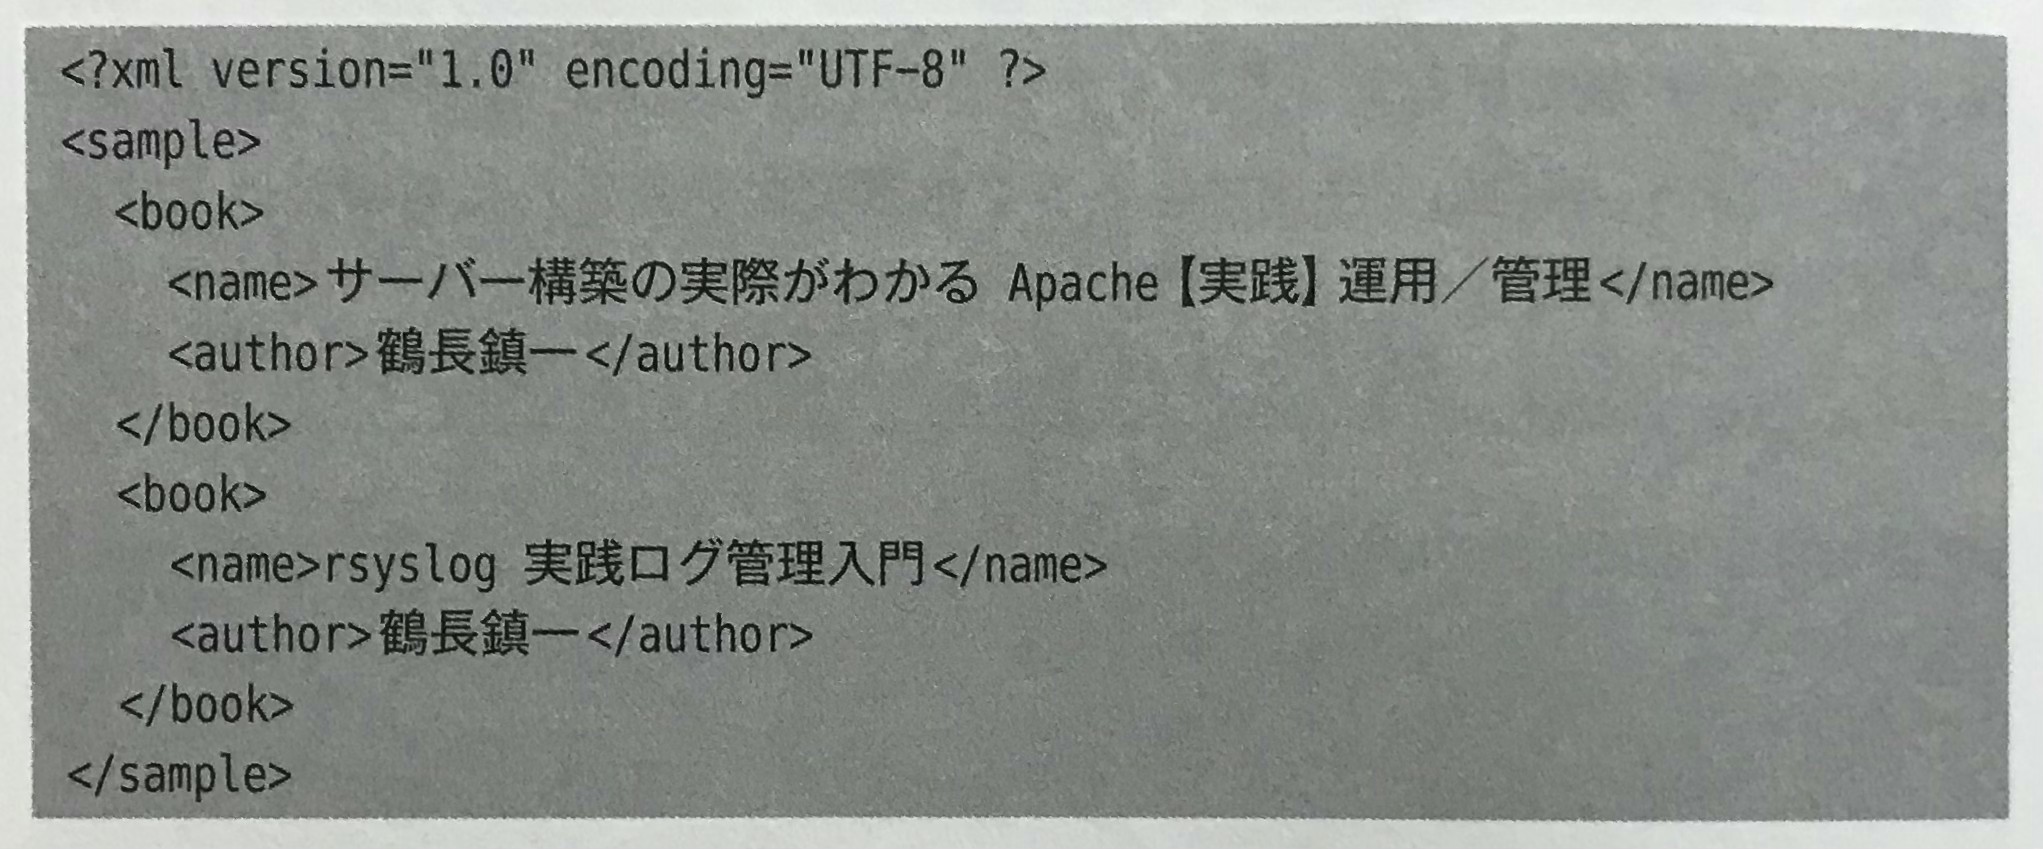 <?xml version="1.0" encoding="UTF-8" ?>
<sample>
  <book>
    <name>サーバー構築の実際がわかる Apache【実践】運用／管理</name>
    <author>鶴長鎮一</author>
  </book>
  <book>
    <name>rsyslog 実践ログ管理入門</name>
    <author>鶴長鎮一</author>
  </book>
</sample>